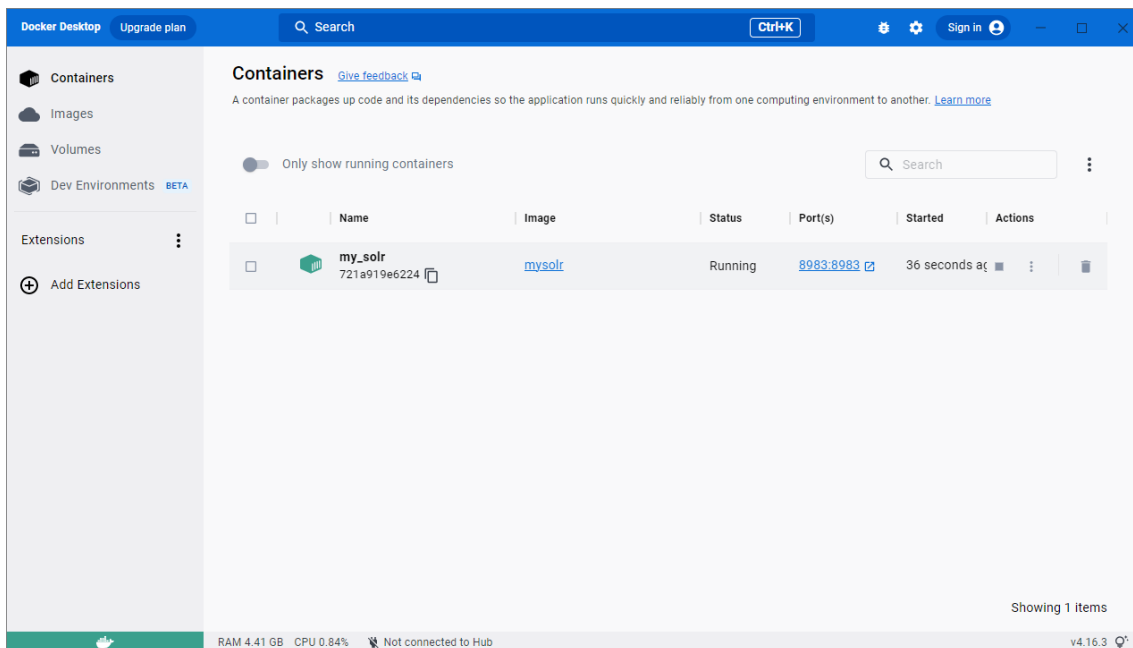 Docker Desktop Upgrade plan Search Ctrl+K Sign in
Containers
Images
Volumes
Dev Environments BETA
Extensions
Add Extensions
Containers Give feedback
A container packages up code and its dependencies so the application runs quickly and reliably from one computing environment to another. Learn more
Only show running containers Search
Name Image Status Port(s) Started Actions
my_solr
721a919e6224 mysolr Running 8983:8983 36 seconds ag
Showing 1 items
RAM 4.41 GB CPU 0.84% Not connected to Hub v4.16.3